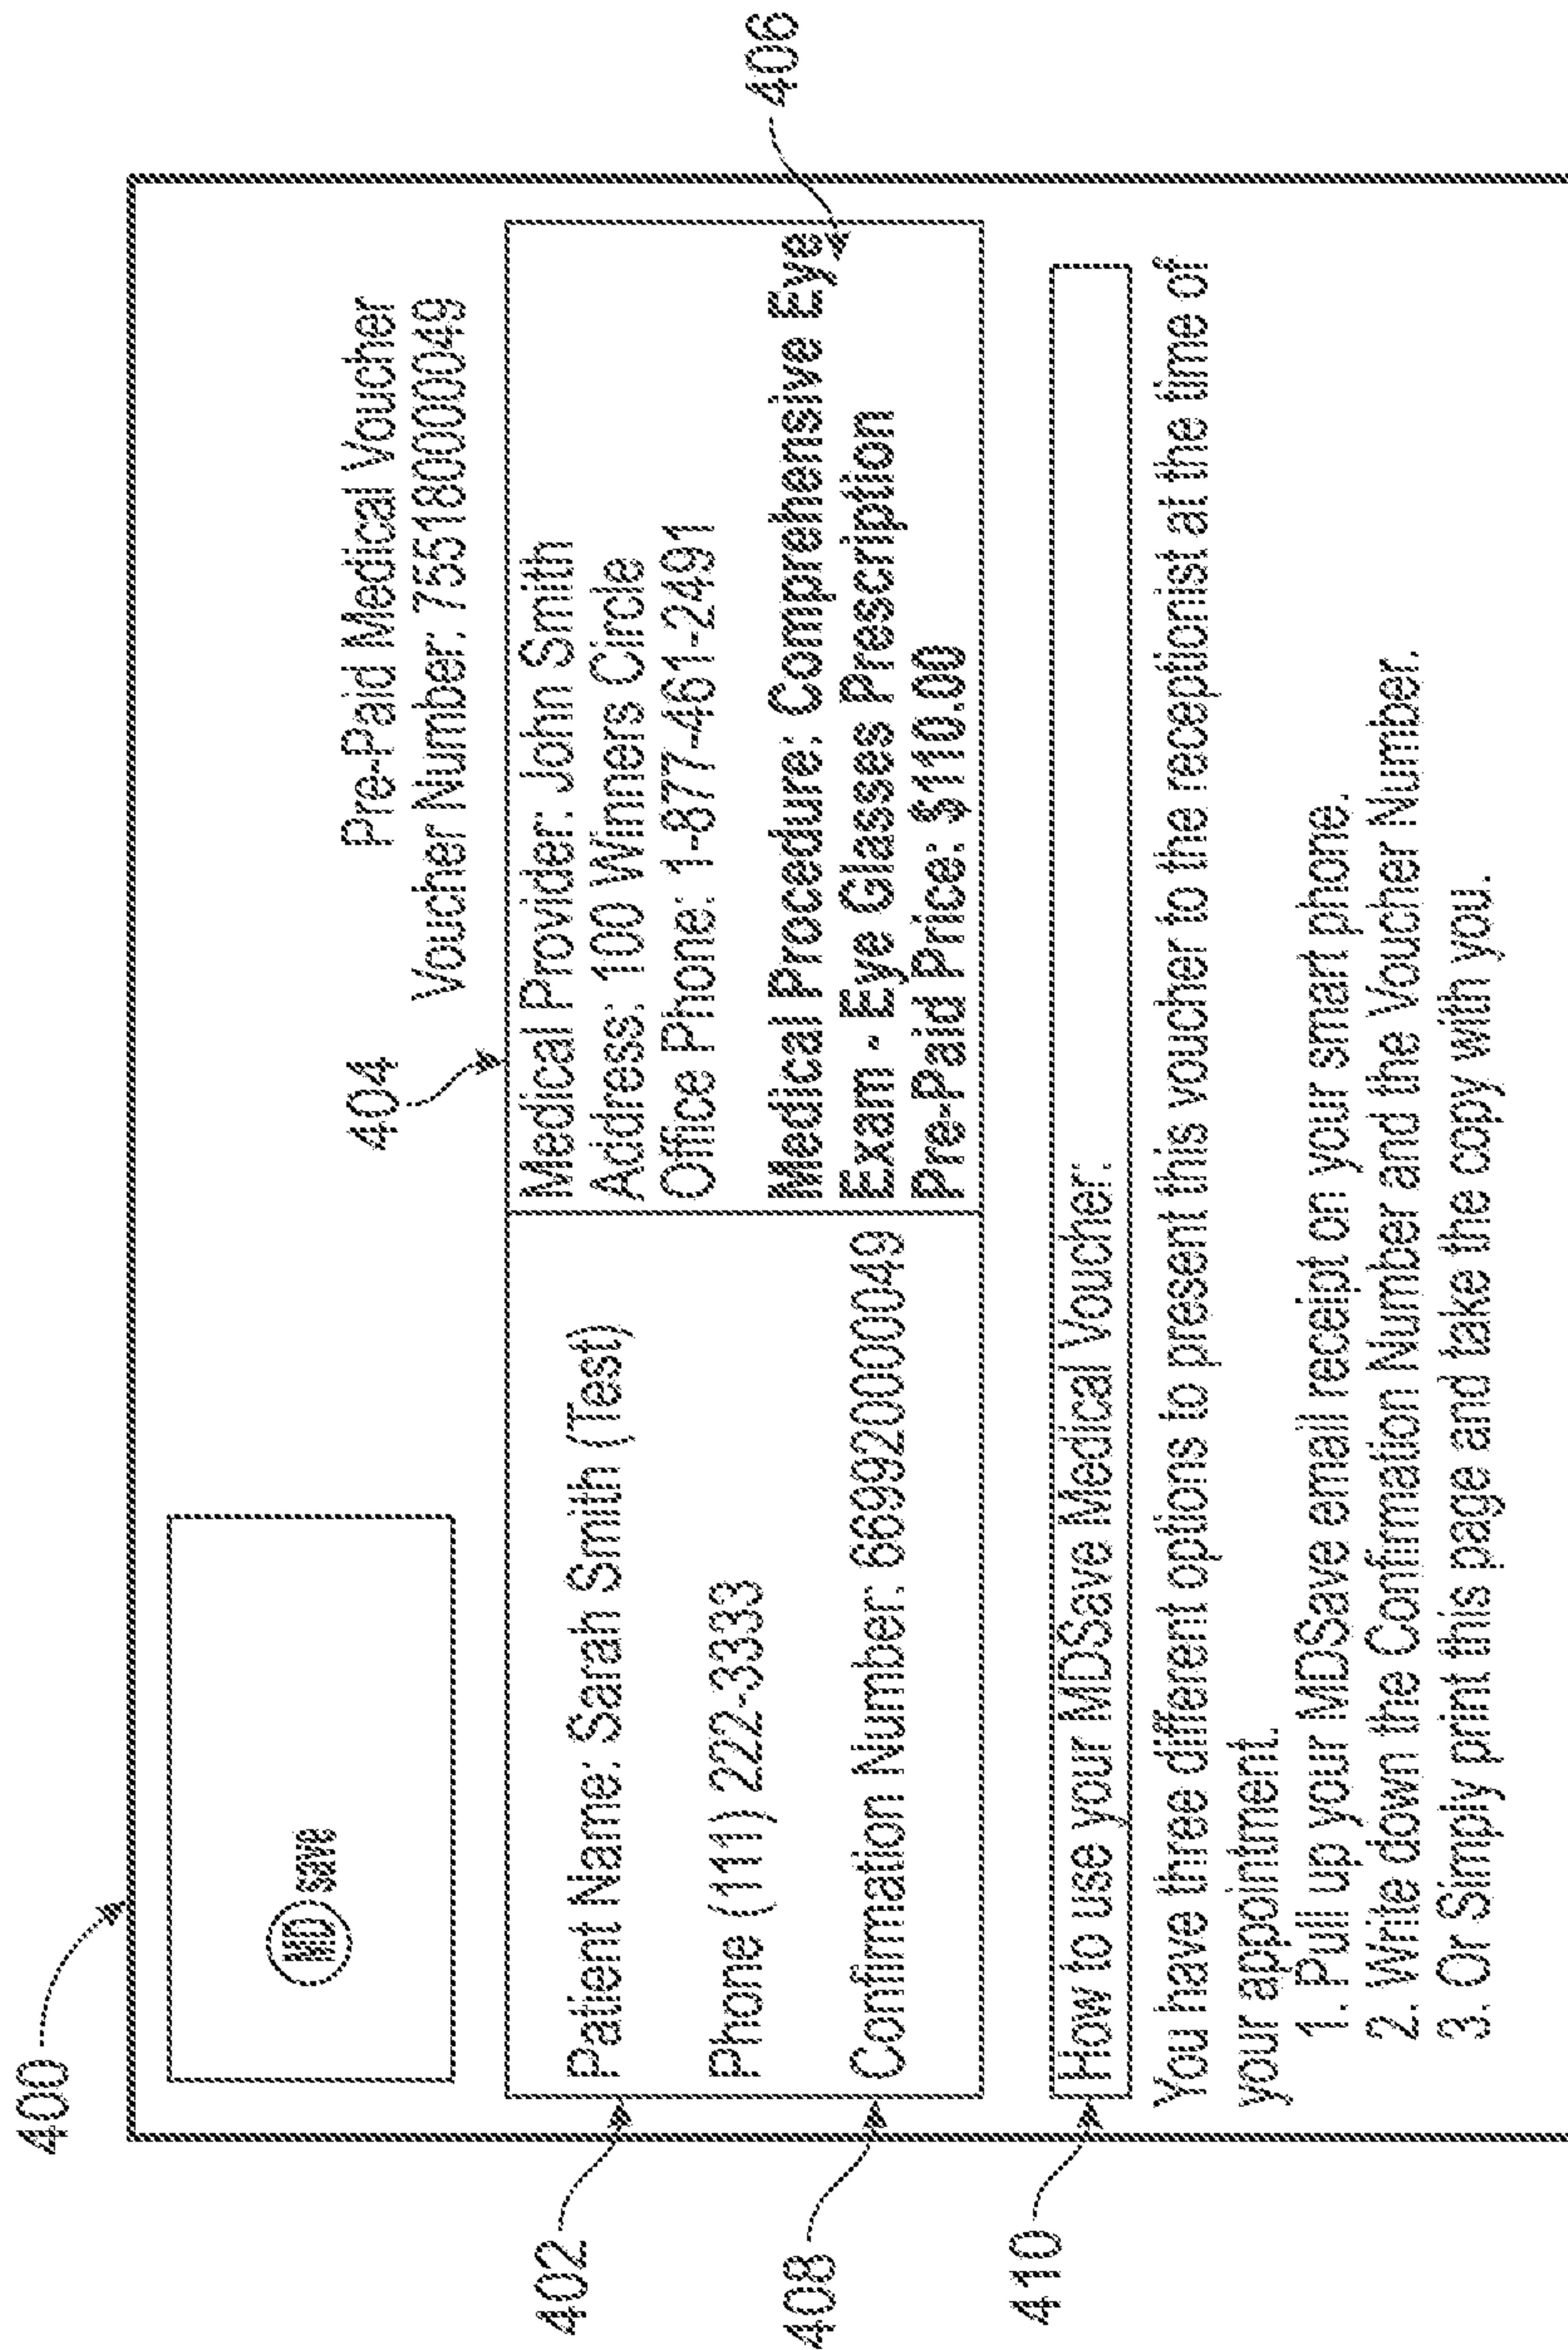 400
MD save
Pre-Paid Medical Voucher
Voucher Number: 7551800049
404
402
Patient Name: Sarah Smith (Test)
Phone (111) 222-3333
408
Confirmation Number: 66992000049
Medical Provider: John Smith
Address: 100 Winners Circle
Office Phone: 1-877-461-2491
Medical Procedure: Comprehensive Eye
Exam - Eye Glasses Prescription
Pre-Paid Price: $110.00
406
410
How to use your MDSave Medical Voucher:
You have three different options to present this voucher to the receptionist at the time of
your appointment.
1. Pull up your MDSave email receipt on your smart phone.
2. Write down the Confirmation Number and the Voucher Number.
3. Or Simply print this page and take the copy with you.